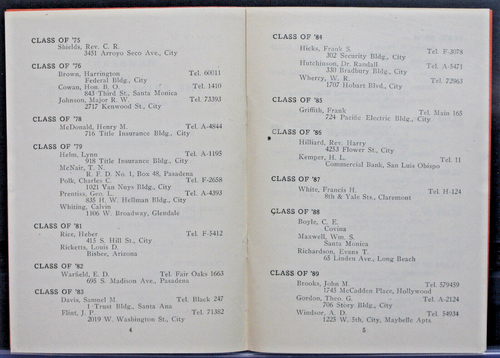 CLASS OF '75
Shields, Rev. C. R.
3451 Arroyo Seco Ave., City
CLASS OF '76
Brown, Harrington Tel. 60011
Federal Bldg., City
Cowan, Hon. B. O. Tel. 1410
843 Third St., Santa Monica
Johnson, Major R. W. Tel. 73393
2717 Kenwood St., City
CLASS OF '78
McDonald, Henry M. Tel. A-4844
716 Title Insurance Bldg., City
CLASS OF '79
Helm, Lynn Tel. A-1195
918 Title Insurance Bldg., City
McNair, T. N.
R. F. D. No. 1, Box 48, Pasadena
Polk, Charles C. Tel. F-2658
1021 Van Nuys Bldg., City
Prentiss, Geo. L. Tel. A-4393
835 H. W. Hellman Bldg., City
Whiting, Calvin
1106 W. Broadway, Glendale
CLASS OF '81
Rice, Heber Tel. F-5412
415 S. Hill St., City
Ricketts, Louis D.
Bisbee, Arizona
CLASS OF '82
Warfield, E. D. Tel. Fair Oaks 1663
695 S. Madison Ave., Pasadena
CLASS OF '83
Davis, Samuel M. Tel. Black 247
1 Trust Bldg., Santa Ana
Flint, J. P. Tel. 71382
2019 W. Washington St., City
4
CLASS OF '84
Hicks, Frank S. Tel. F-3078
302 Security Bldg., City
Hutchinson, Dr. Randall Tel. A-5471
330 Bradbury Bldg., City
Wherry, W. R. Tel. 72963
1707 Hobart Blvd., City
CLASS OF '85
Griffith, Frank Tel. Main 165
724 Pacific Electric Bldg., City
CLASS OF '86
Hilliard, Rev. Harry
4253 Flower St., City
Kemper, H. L. Tel. 11
Commercial Bank, San Luis Obispo
CLASS OF '87
White, Francis H. Tel. H-124
8th & Yale Sts., Claremont
CLASS OF '88
Boyle, C. E.
Covina
Maxwell, Wm. S.
Santa Monica
Richardson, Evans T.
65 Linden Ave., Long Beach
CLASS OF '89
Brooks, John M. Tel. 579459
1745 McCadden Place, Hollywood
Gordon, Theo. G. Tel. A-2124
706 Story Bldg., City
Windsor, A. D. Tel. 54934
1225 W. 5th, City, Maybelle Apts.
5